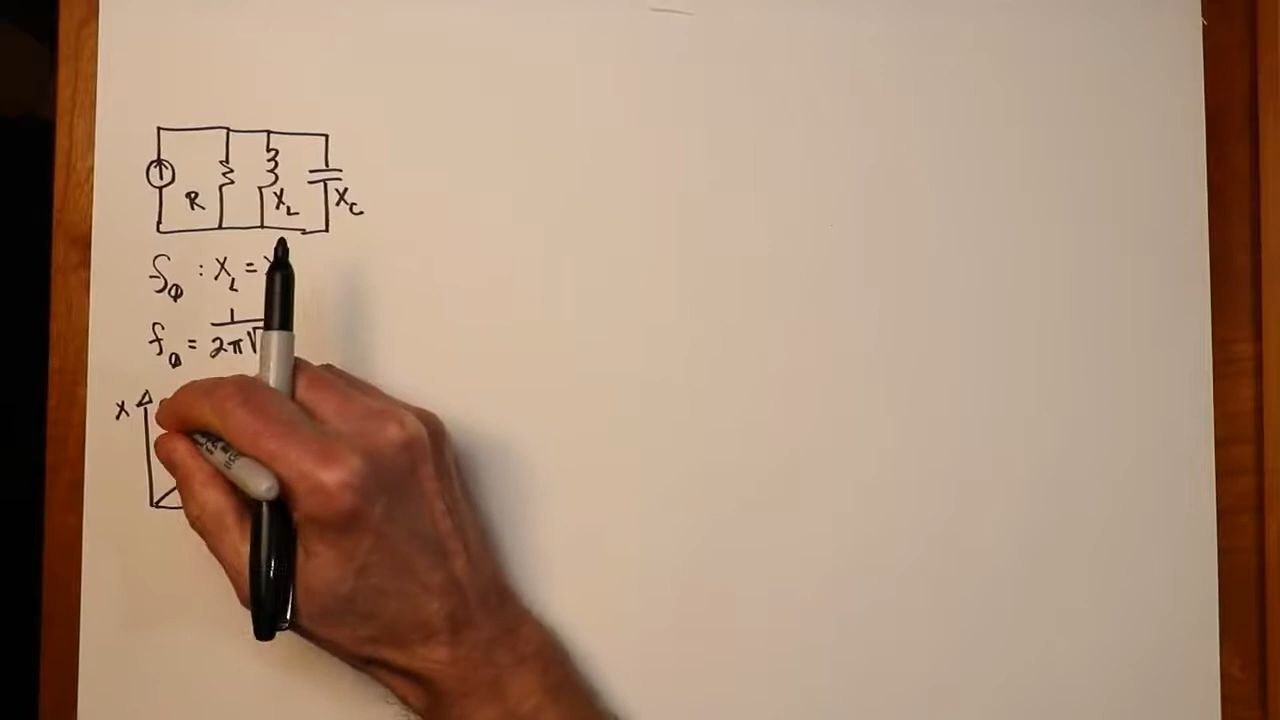 R X_L X_C
f_0 : X_L =
f_0 = 1 / 2π√
X